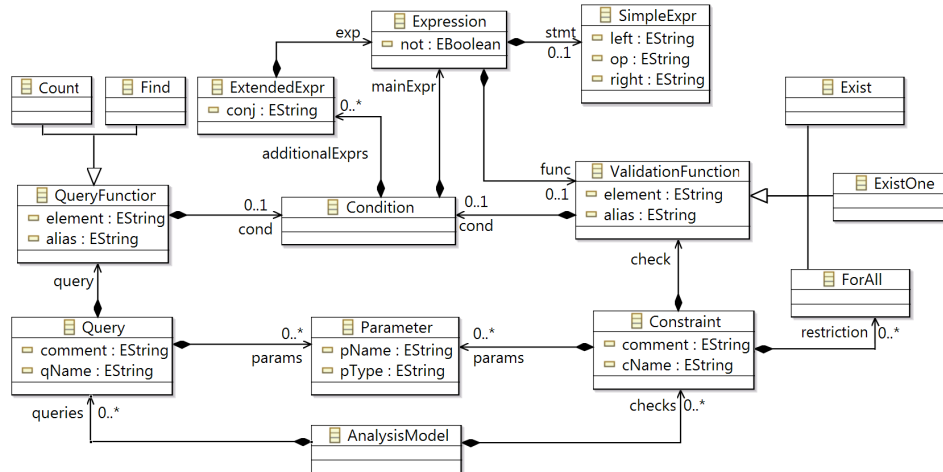 Expression
not : EBoolean
exp
stmt
0..1
SimpleExpr
left : EString
op : EString
right : EString
Count
Find
ExtendedExpr
conj : EString
mainExpr
0..*
additionalExprs
Exist
func
0..1
ValidationFunction
element : EString
alias : EString
ExistOne
QueryFunction
element : EString
alias : EString
0..1
cond
Condition
0..1
cond
query
check
ForAll
restriction
0..*
Query
comment : EString
qName : EString
0..*
params
Parameter
pName : EString
pType : EString
0..*
params
Constraint
comment : EString
cName : EString
queries
0..*
checks
0..*
AnalysisModel